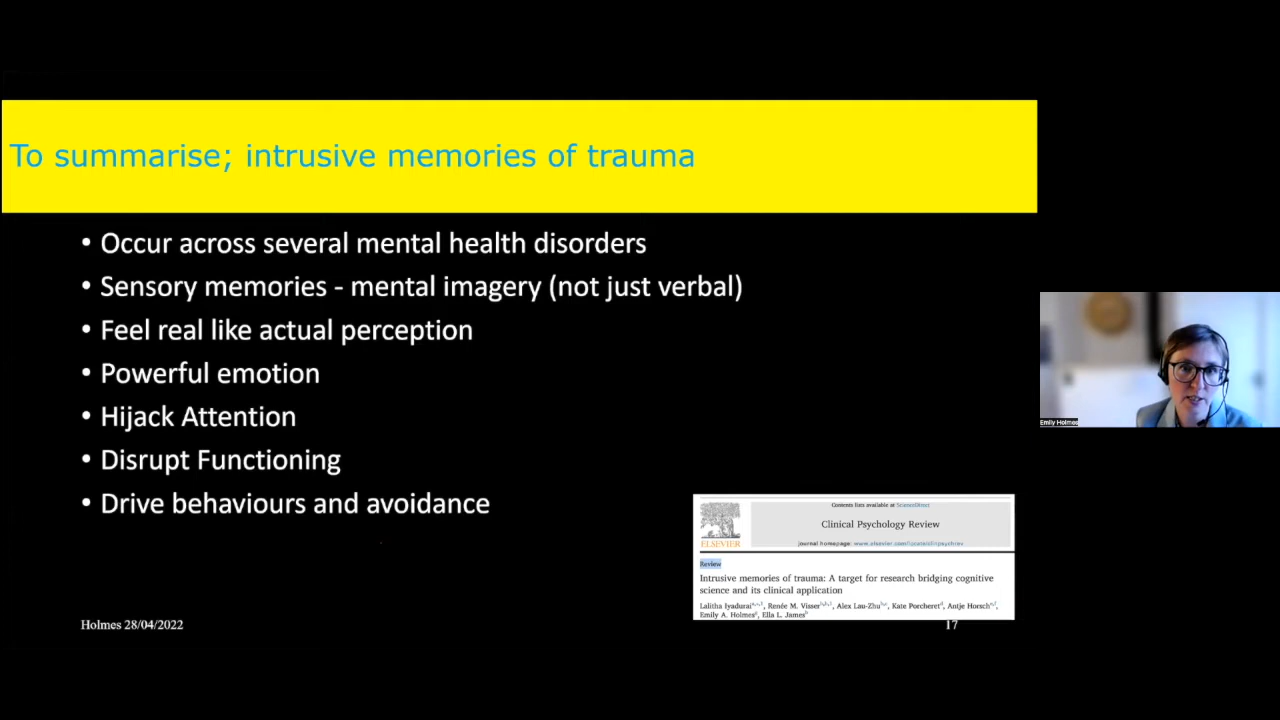 To summarise; intrusive memories of trauma
• Occur across several mental health disorders
• Sensory memories - mental imagery (not just verbal)
• Feel real like actual perception
• Powerful emotion
• Hijack Attention
• Disrupt Functioning
• Drive behaviours and avoidance
Emily Holmes
Contents lists available at ScienceDirect
Clinical Psychology Review
journal homepage: www.elsevier.com/locate/clinpsychrev
ELSEVIER
Review
Intrusive memories of trauma: A target for research bridging cognitive
science and its clinical application
Lalitha Iyadurai, Renée M. Visser, Alex Lau-Zhu, Kate Porcheret, Antje Horsch,
Emily A. Holmes, Ella L. James
Holmes 28/04/2022
17